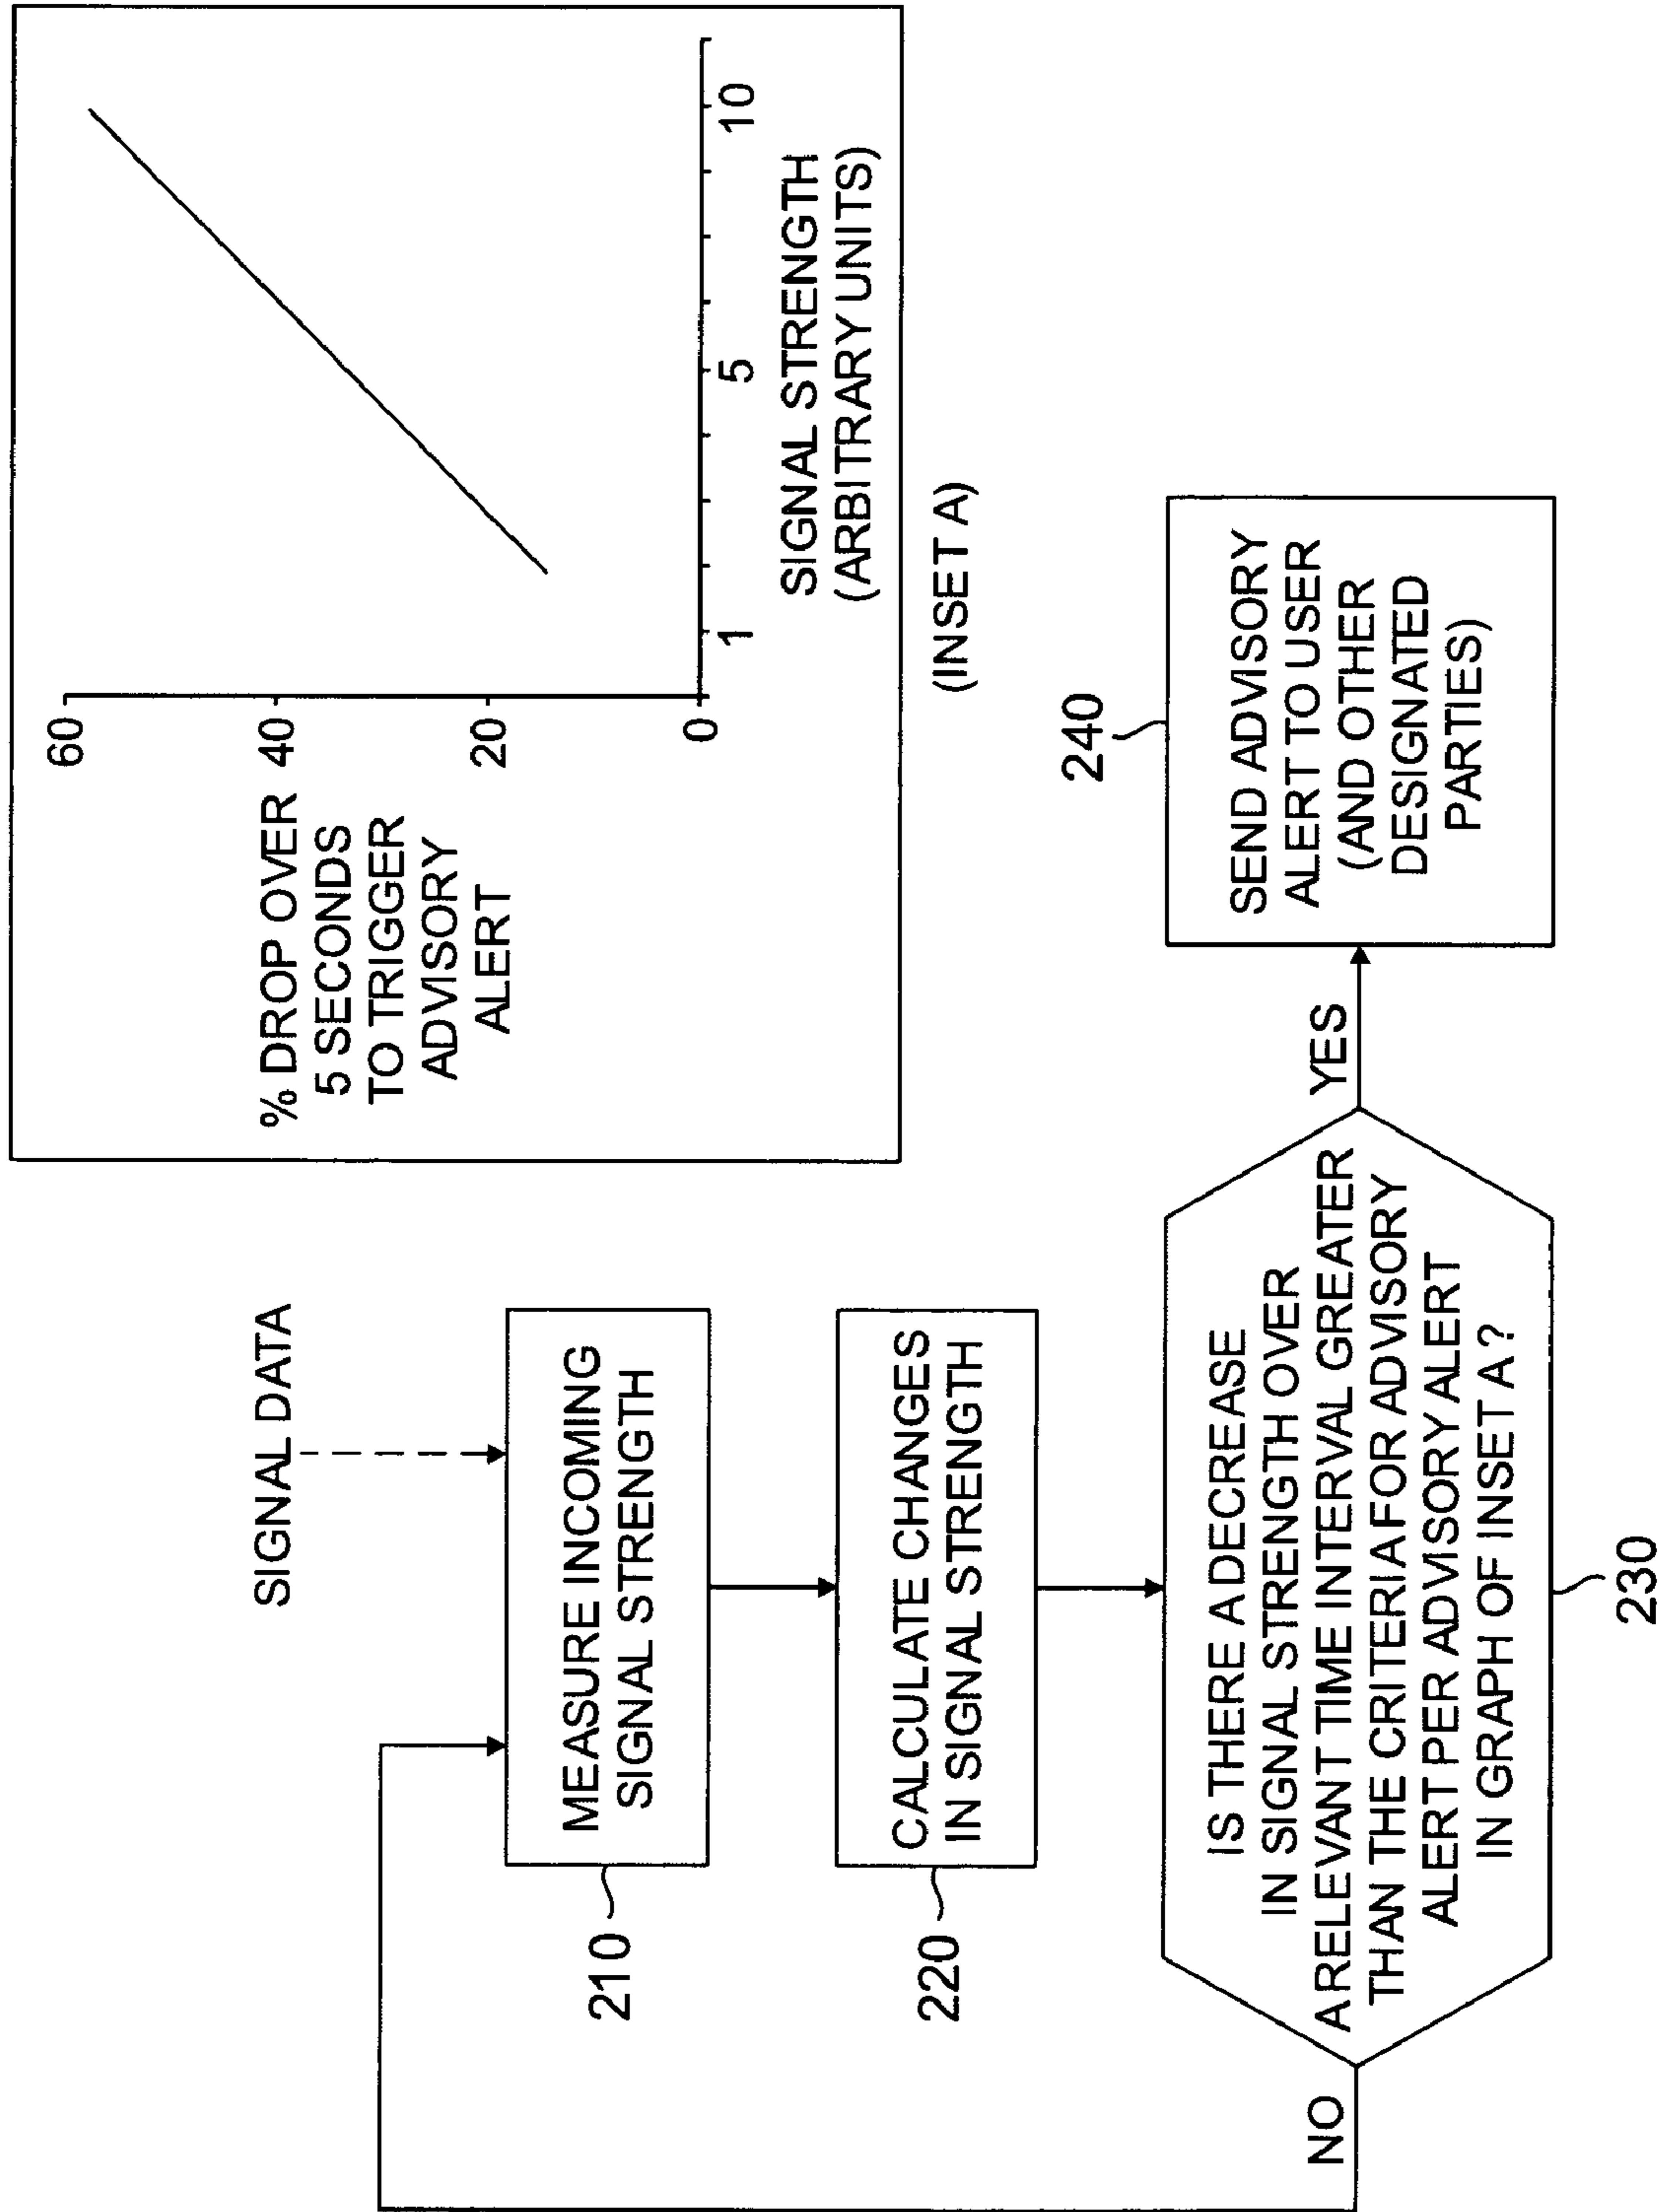 SIGNAL DATA
MEASURE INCOMING
SIGNAL STRENGTH
210
CALCULATE CHANGES
IN SIGNAL STRENGTH
220
IS THERE A DECREASE
IN SIGNAL STRENGTH OVER
A RELEVANT TIME INTERVAL GREATER
THAN THE CRITERIA FOR ADVISORY
ALERT PER ADVISORY ALERT
IN GRAPH OF INSET A?
230
NO
YES
240
SEND ADVISORY
ALERT TO USER
(AND OTHER
DESIGNATED
PARTIES)
% DROP OVER
5 SECONDS
TO TRIGGER
ADVISORY
ALERT
60
40
20
0
1
5
10
SIGNAL STRENGTH
(ARBITRARY UNITS)
(INSET A)